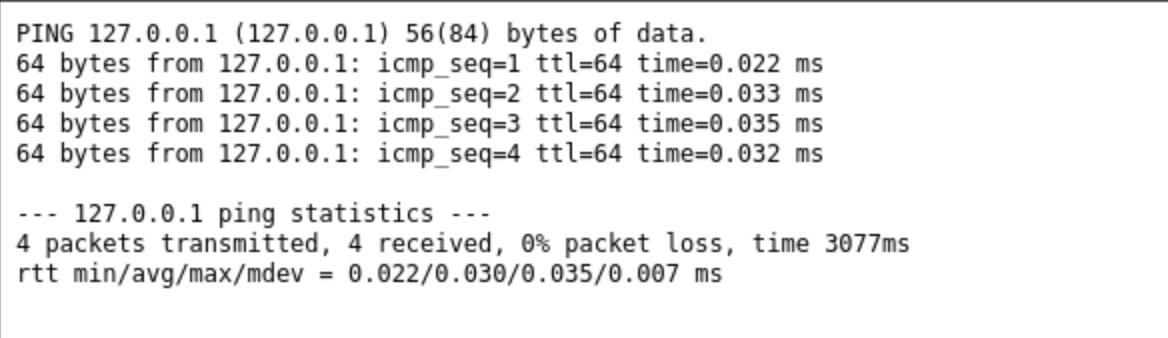 PING 127.0.0.1 (127.0.0.1) 56(84) bytes of data.
64 bytes from 127.0.0.1: icmp_seq=1 ttl=64 time=0.022 ms
64 bytes from 127.0.0.1: icmp_seq=2 ttl=64 time=0.033 ms
64 bytes from 127.0.0.1: icmp_seq=3 ttl=64 time=0.035 ms
64 bytes from 127.0.0.1: icmp_seq=4 ttl=64 time=0.032 ms

--- 127.0.0.1 ping statistics ---
4 packets transmitted, 4 received, 0% packet loss, time 3077ms
rtt min/avg/max/mdev = 0.022/0.030/0.035/0.007 ms